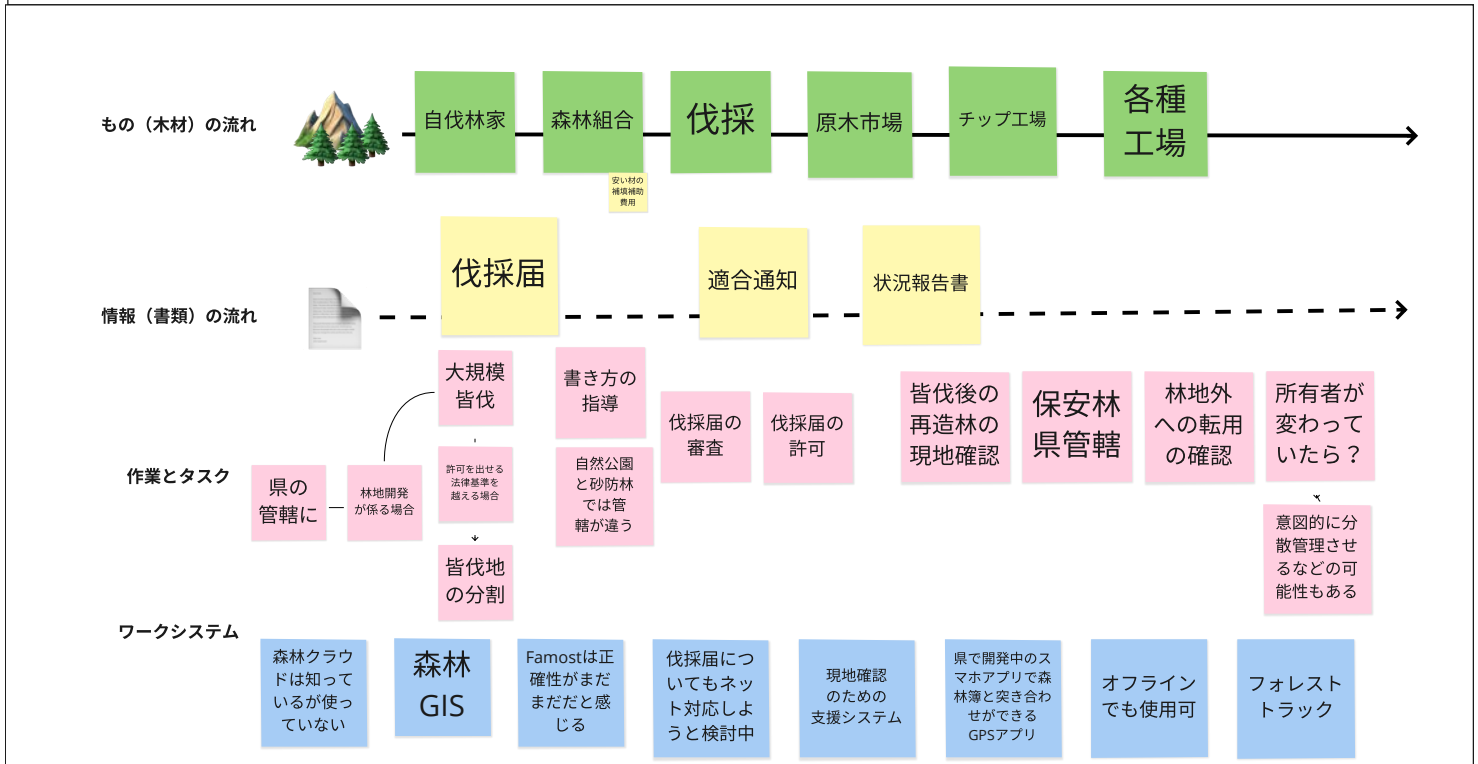 もの（木材）の流れ
自伐林家
森林組合
伐採
原木市場
チップ工場
各種
工場
安い材の
補填補助
費用
情報（書類）の流れ
伐採届
適合通知
状況報告書
作業とタスク
県の
管轄に
林地開発
が係る場合
大規模
皆伐
許可を出せる
法律基準を
越える場合
皆伐地
の分割
書き方の
指導
自然公園
と砂防林
では管
轄が違う
伐採届の
審査
伐採届の
許可
皆伐後の
再造林の
現地確認
保安林
県管轄
林地外
への転用
の確認
所有者が
変わって
いたら？
意図的に分
散管理させ
るなどの可
能性もある
ワークシステム
森林クラウ
ドは知って
いるが使っ
ていない
森林
GIS
Famostは正
確性がまだ
まだだと感
じる
伐採届につ
いてもネッ
ト対応しよ
うと検討中
現地確認
のための
支援システム
県で開発中のス
マホアプリで森
林簿と突き合わ
せができる
GPSアプリ
オフライン
でも使用可
フォレスト
トラック